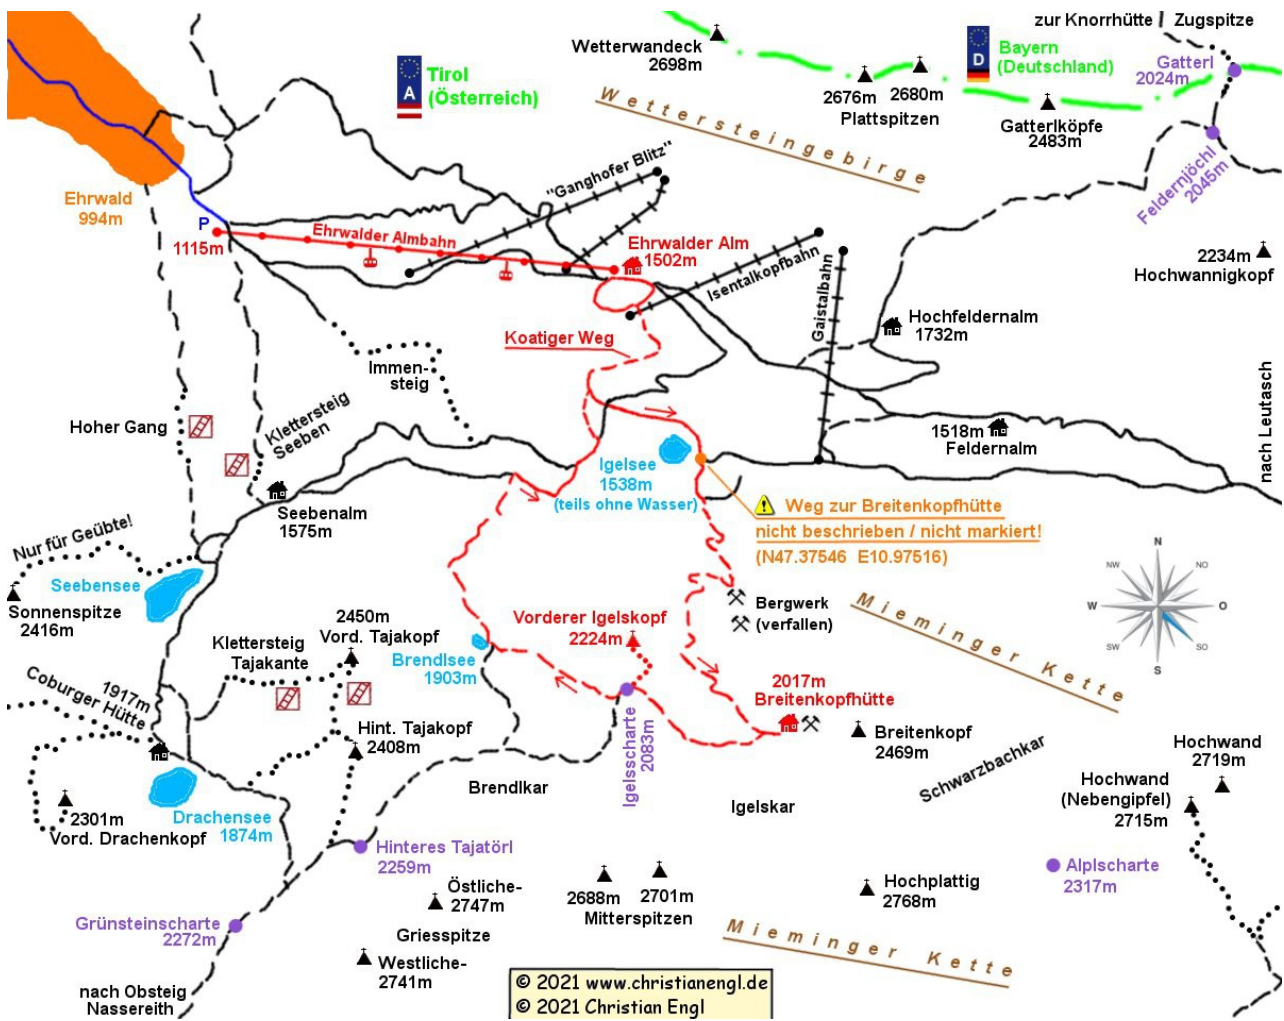 zur Knorrhütte
Zugspitze
Wetterwandeck
2698m
D
Bayern
(Deutschland)
Gatterl
2024m
A
Tirol
(Österreich)
2676m
2680m
Plattspitzen
Gatterlköpfe
2483m
Wettersteingebirge
"Ganghofer Blitz"
Feldernjöchl
2045m
Ehrwald
994m
P
1115m
Ehrwalder Almbahn
Ehrwalder Alm
1502m
Isentalkopfbahn
Gaistalbahn
2234m
Hochwannigkopf
Hochfeldernalm
1732m
Koatiger Weg
Immen-
steig
nach Leutasch
Hoher Gang
Klettersteig
Seeben
1518m
Feldernalm
Igelsee
1538m
(teils ohne Wasser)
Seebenalm
1575m
Weg zur Breitenkopfhütte
nicht beschrieben / nicht markiert!
(N47.37546 E10.97516)
Nur für Geübte!
Seebensee
Sonnenspitze
2416m
N
NO
O
SO
S
SW
W
NW
Bergwerk
(verfallen)
Mieminger Kette
2450m
Vord. Tajakopf
Klettersteig
Tajakante
Vorderer Igelskopf
2224m
Brendlsee
1903m
1917m
Coburger Hütte
2017m
Breitenkopfhütte
Hint. Tajakopf
2408m
Igelsscharte
2083m
Breitenkopf
2469m
Schwarzbachkar
Hochwand
2719m
Hochwand
(Nebengipfel)
2715m
Brendlkar
Igelskar
2301m
Vord. Drachenkopf
Drachensee
1874m
Hinteres Tajatörl
2259m
Alplscharte
2317m
Östliche-
2747m
Griesspitze
Westliche-
2741m
2688m
2701m
Mitterspitzen
Hochplattig
2768m
Grünsteinscharte
2272m
Mieminger Kette
nach Obsteig
Nassereith
© 2021 www.christianengl.de
© 2021 Christian Engl